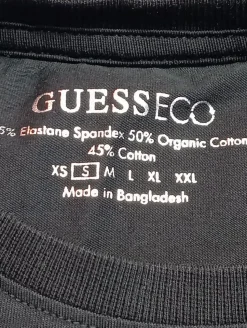 GUESS ECO
5% Elastane Spandex 50% Organic Cotton
45% Cotton
XS S M L XL XXL
Made in Bangladesh